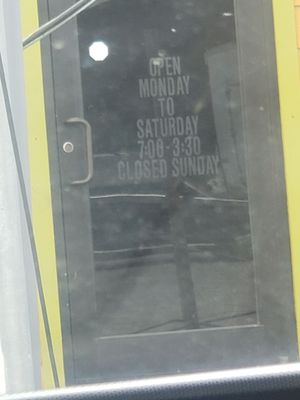 OPEN
MONDAY
TO
SATURDAY
7:00-3:30
CLOSED SUNDAY